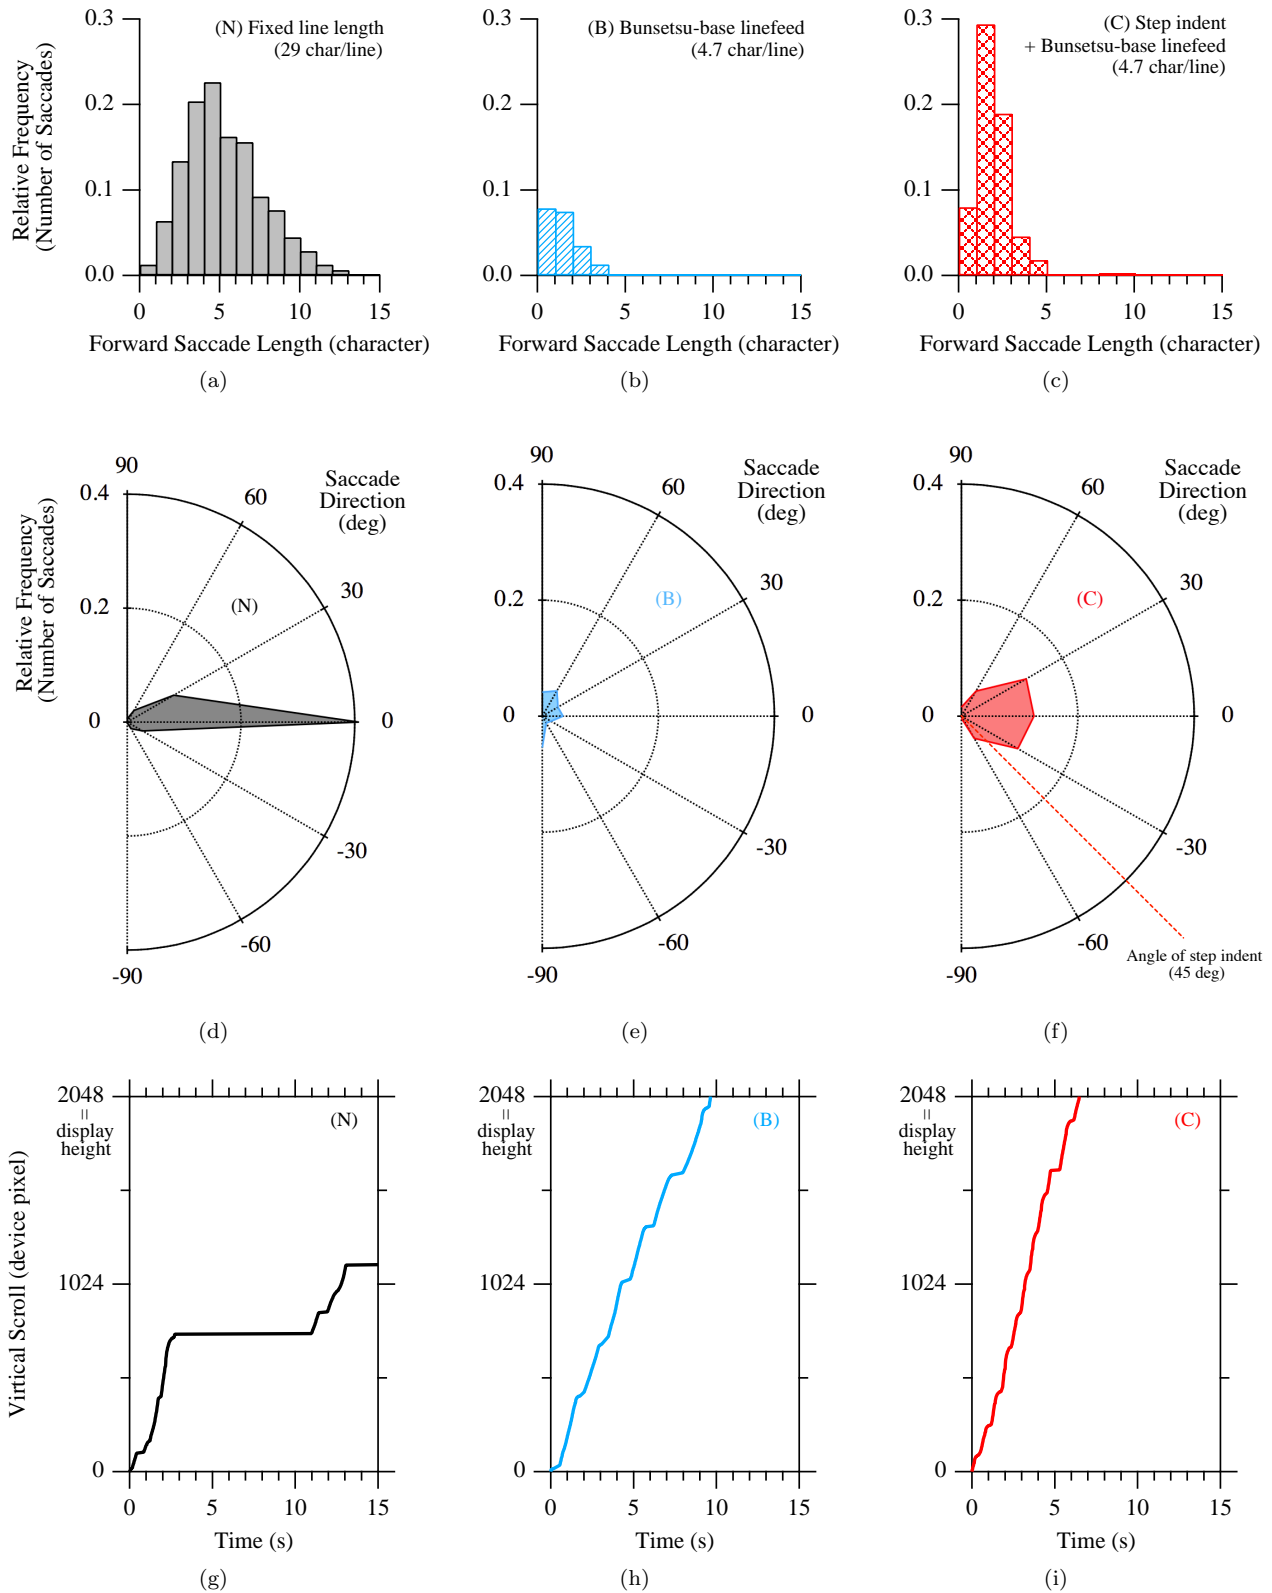 Relative Frequency
(Number of Saccades)
0.3
0.2
0.1
0.0
(N) Fixed line length
(29 char/line)
0 5 10 15
Forward Saccade Length (character)
(a)
0.3
0.2
0.1
0.0
(B) Bunsetsu-base linefeed
(4.7 char/line)
0 5 10 15
Forward Saccade Length (character)
(b)
0.3
0.2
0.1
0.0
(C) Step indent
+ Bunsetsu-base linefeed
(4.7 char/line)
0 5 10 15
Forward Saccade Length (character)
(c)
Relative Frequency
(Number of Saccades)
90
0.4
60
Saccade
Direction
(deg)
30
0.2
(N)
0
0
-30
-60
-90
(d)
90
0.4
60
Saccade
Direction
(deg)
30
0.2
(B)
0
0
-30
-60
-90
(e)
90
0.4
60
Saccade
Direction
(deg)
30
0.2
(C)
0
0
-30
-60
Angle of step indent
(45 deg)
-90
(f)
Virtical Scroll (device pixel)
2048
=
display
height
(N)
1024
0
0 5 10 15
Time (s)
(g)
2048
=
display
height
(B)
1024
0
0 5 10 15
Time (s)
(h)
2048
=
display
height
(C)
1024
0
0 5 10 15
Time (s)
(i)